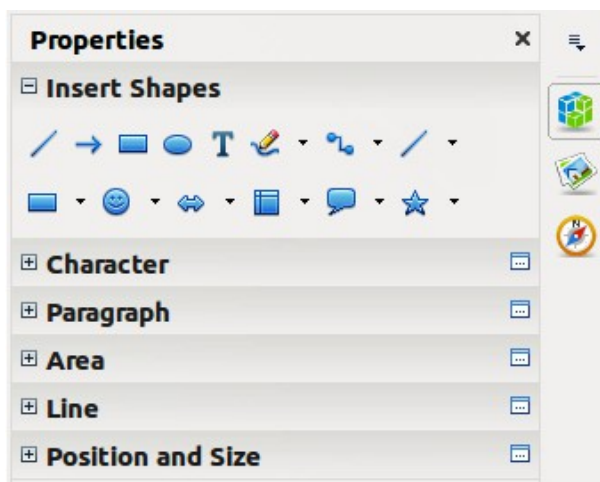 Properties
Insert Shapes
T
Character
Paragraph
Area
Line
Position and Size
N